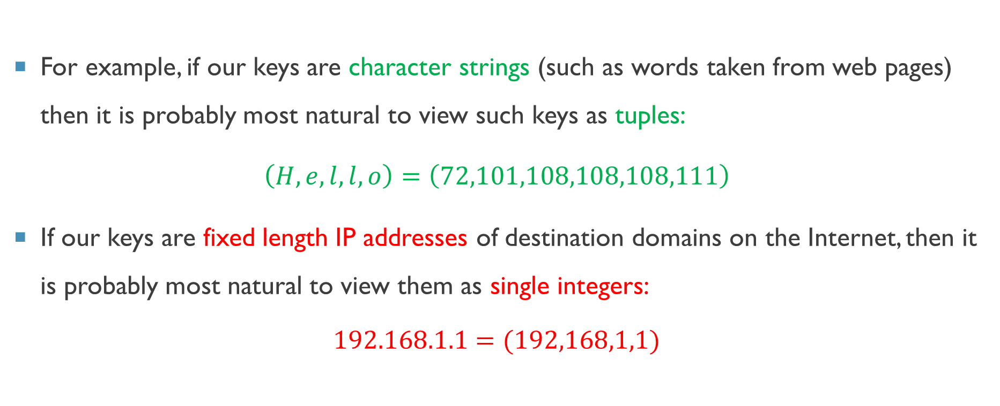 For example, if our keys are character strings (such as words taken from web pages)
then it is probably most natural to view such keys as tuples:
(H, e, l, l, o) = (72,101,108,108,108,111)
If our keys are fixed length IP addresses of destination domains on the Internet, then it
is probably most natural to view them as single integers:
192.168.1.1 = (192,168,1,1)